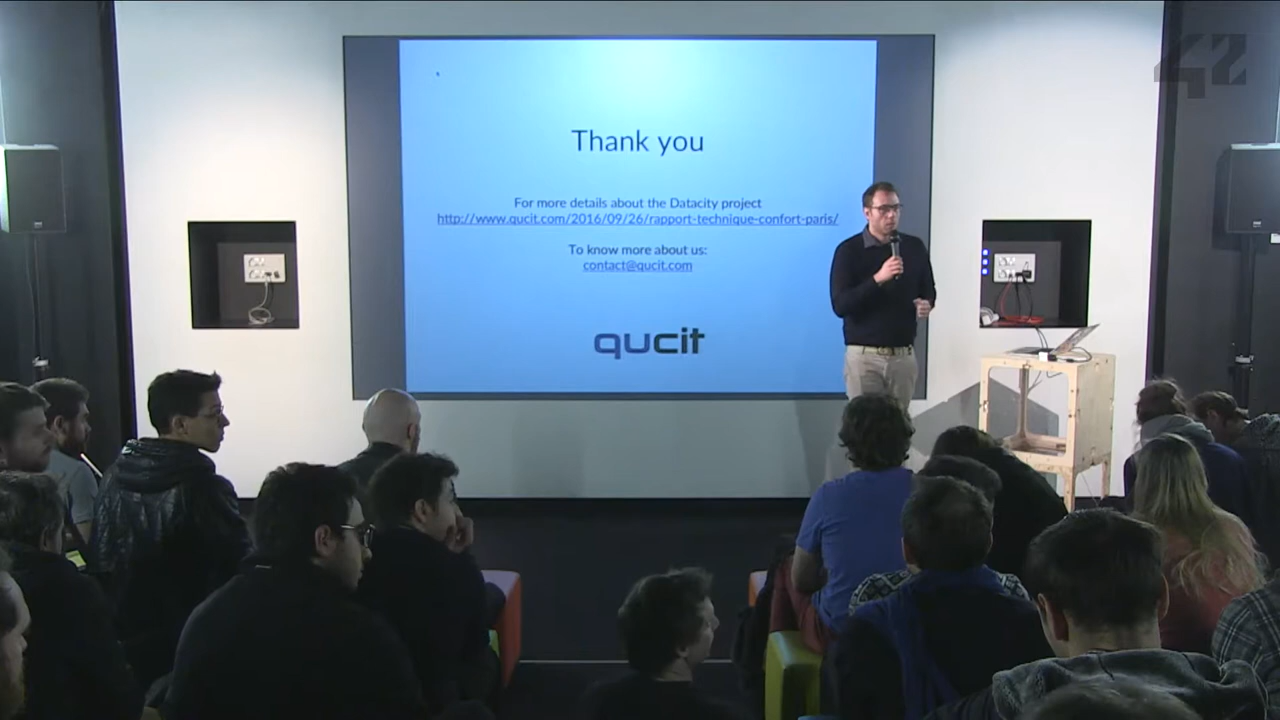 42
Thank you
For more details about the Datacity project
http://www.qucit.com/2016/09/26/rapport-technique-confort-paris/
To know more about us:
contact@qucit.com
qucit